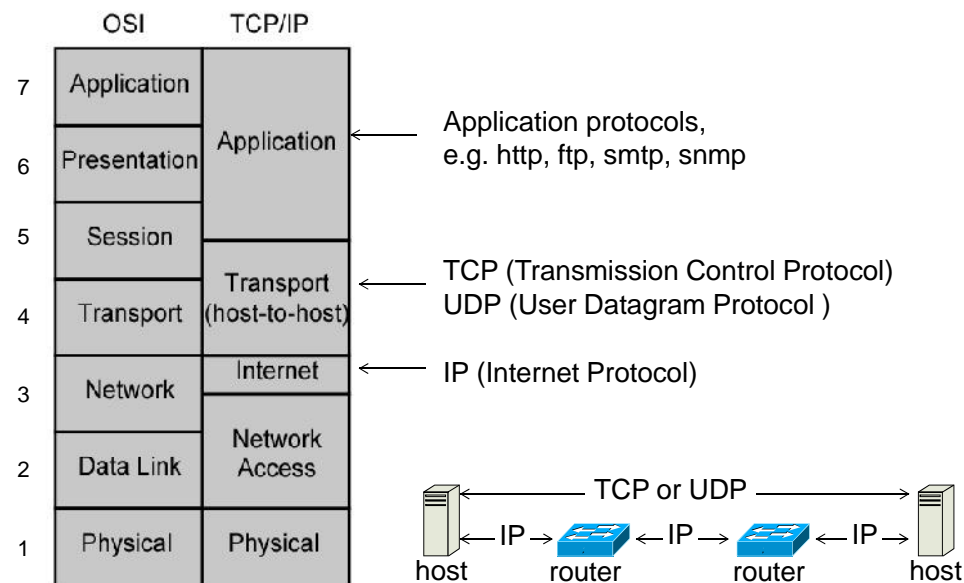 OSI TCP/IP
7 Application
Application
Application protocols,
e.g. http, ftp, smtp, snmp
6 Presentation
5 Session
Transport
(host-to-host)
TCP (Transmission Control Protocol)
UDP (User Datagram Protocol )
4 Transport
Internet
IP (Internet Protocol)
3 Network
Network
Access
2 Data Link
TCP or UDP
1 Physical
Physical
IP IP IP
host router router host